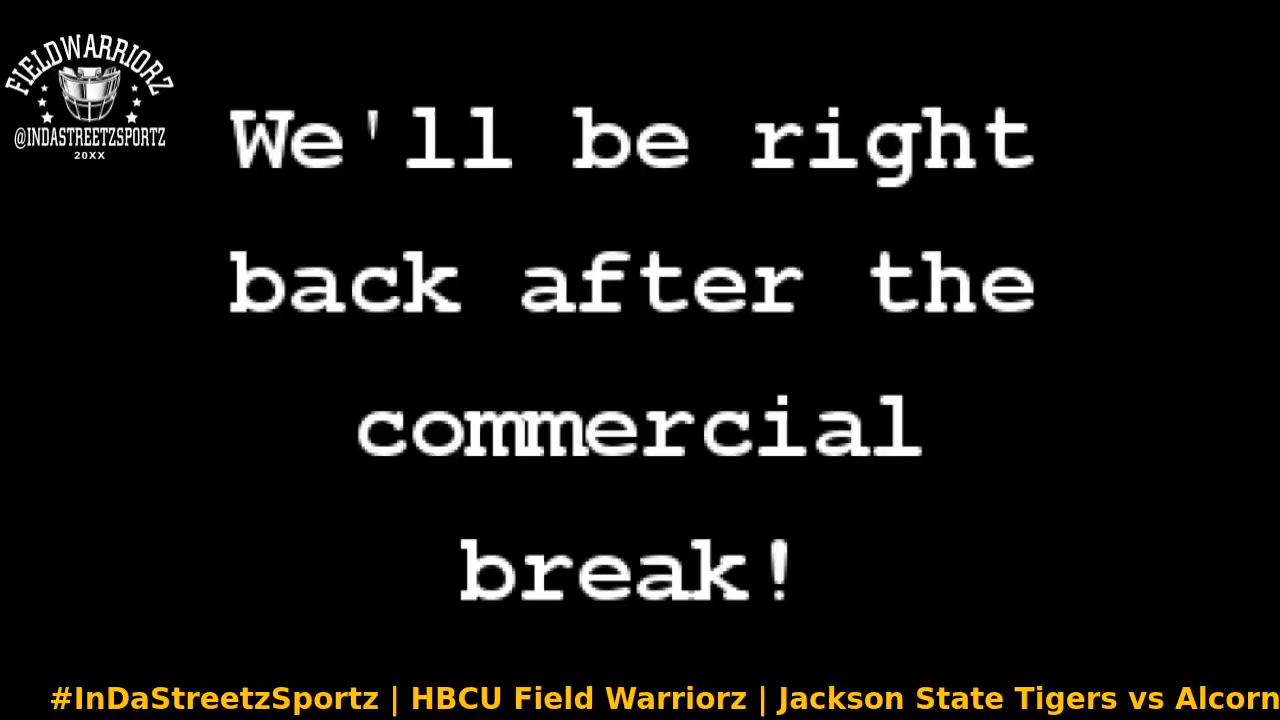 FIELDWARRIORZ
@INDASTREETZSPORTZ
20XX
We'll be right
back after the
commercial
break!
#InDaStreetzSportz | HBCU Field Warriorz | Jackson State Tigers vs Alcorn